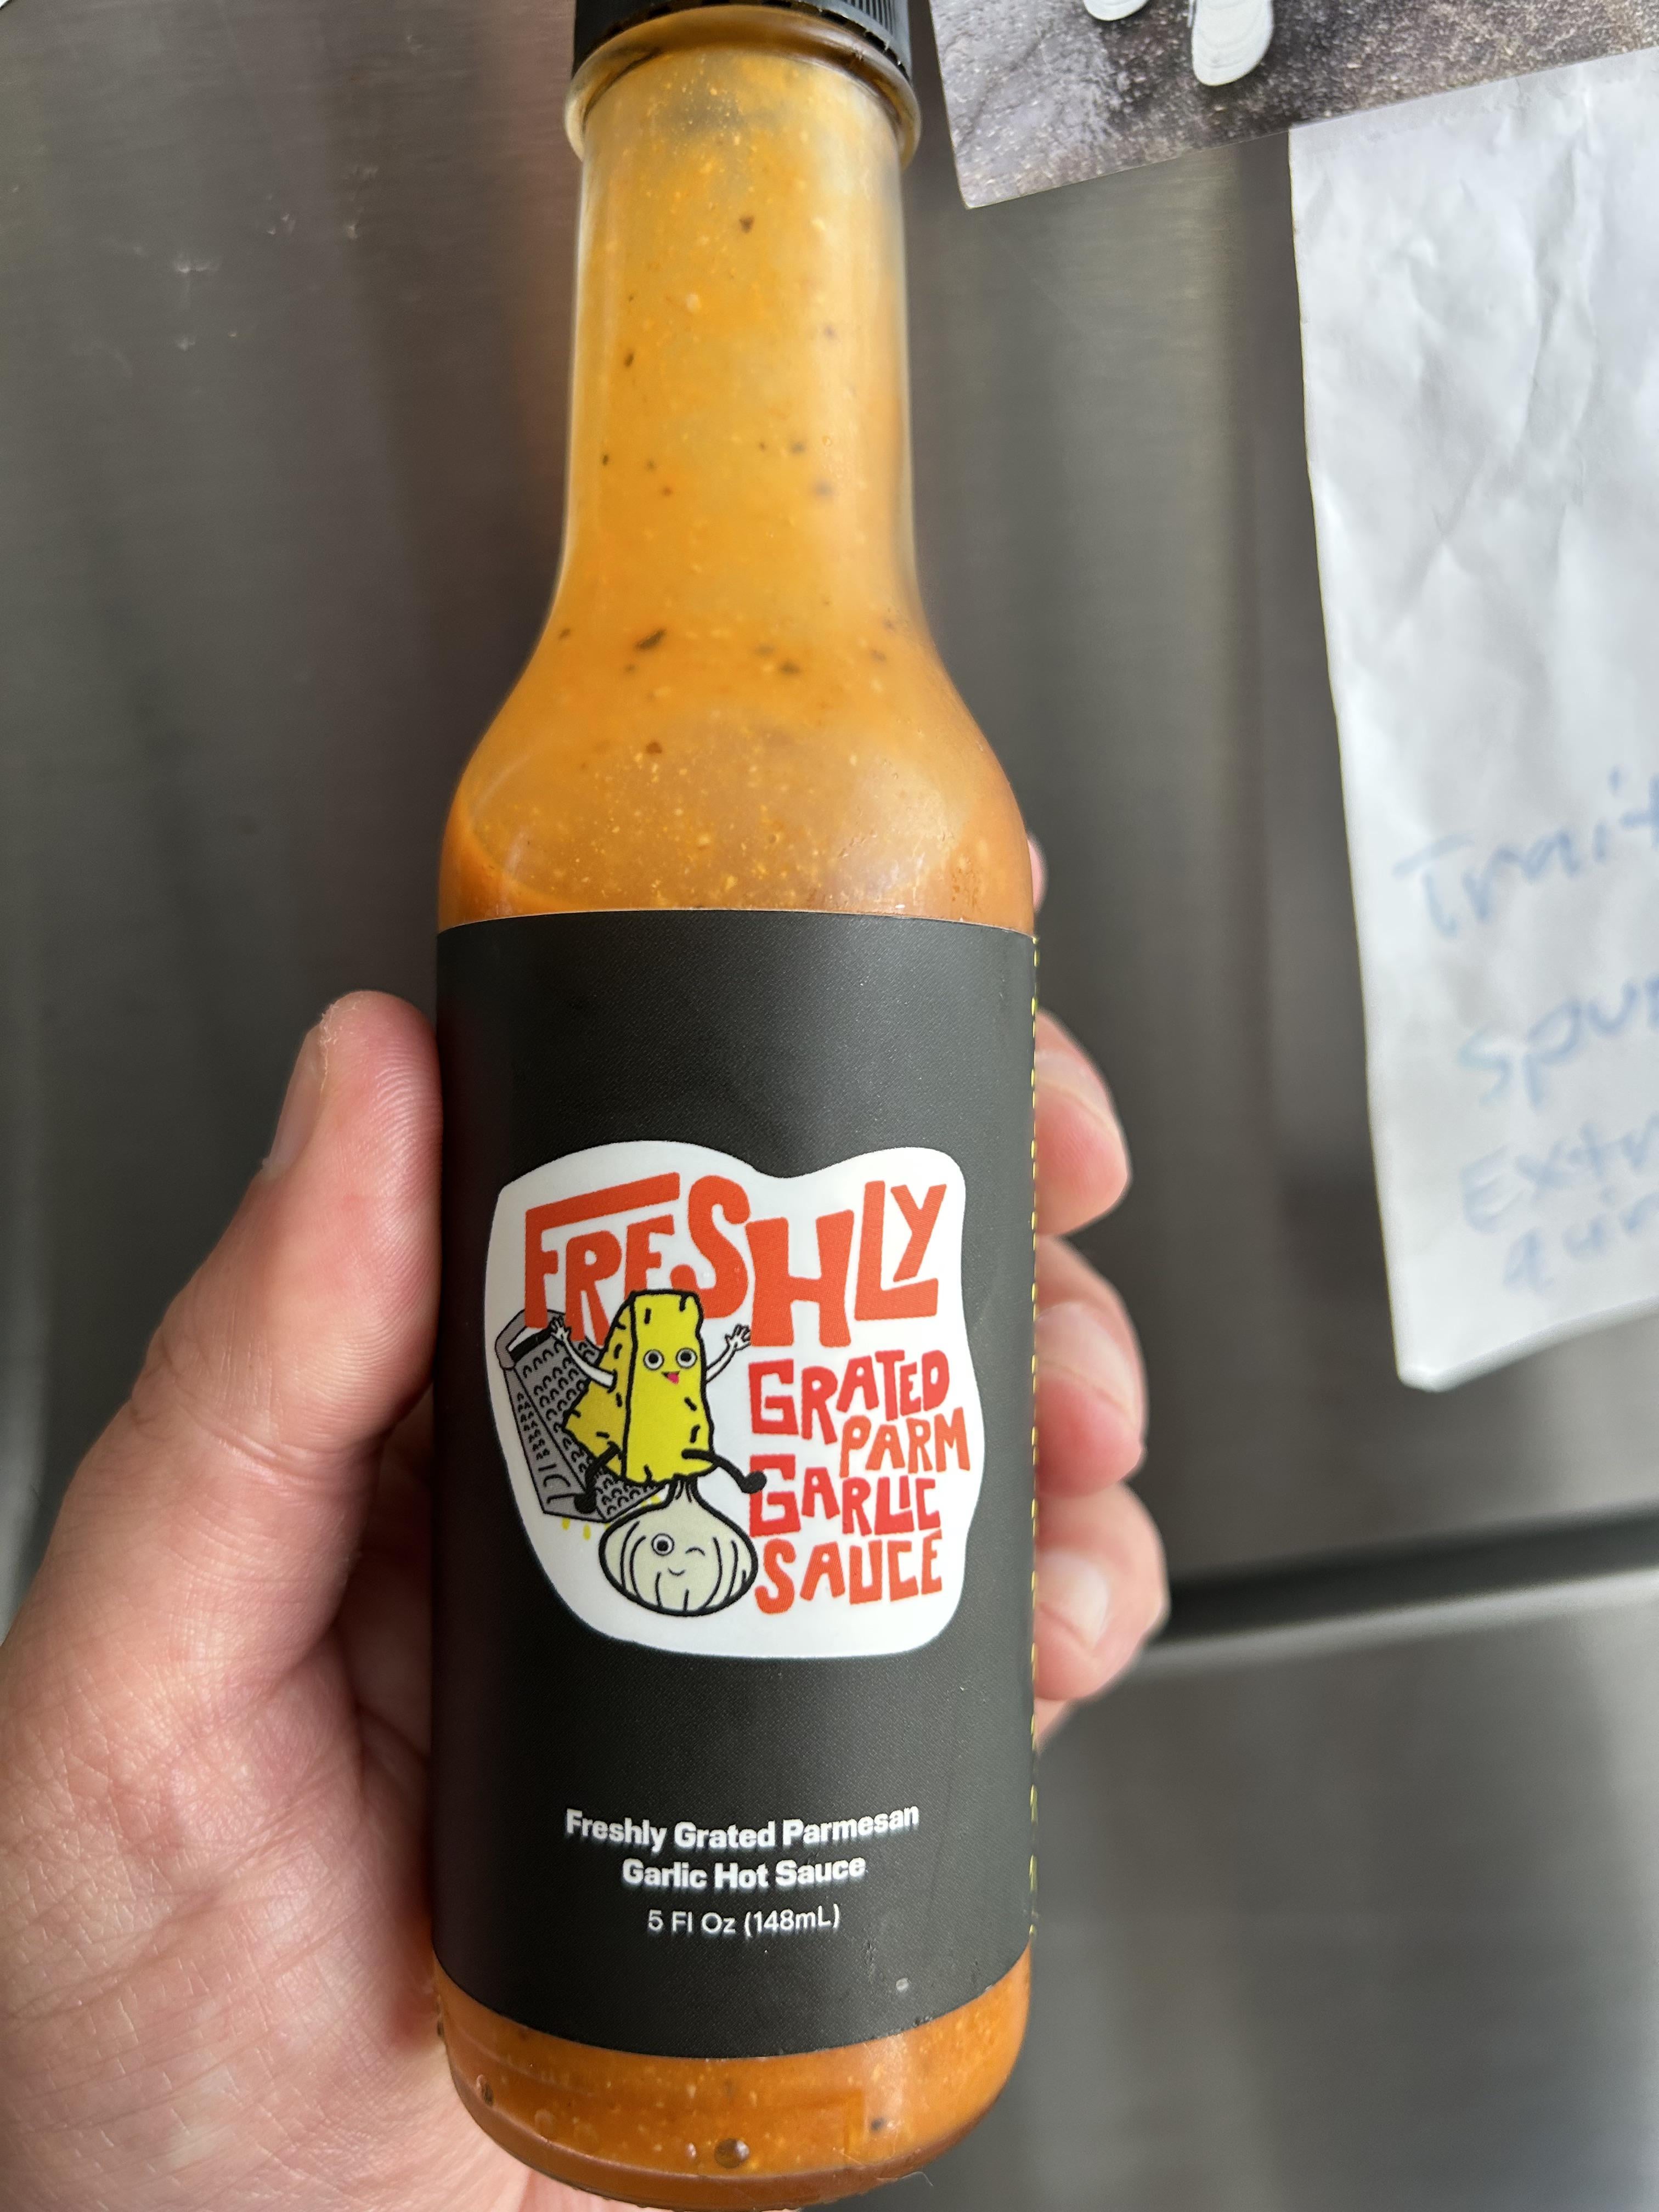 FRESHLY
GRATED
PARM
GARLIC
SAUCE
Freshly Grated Parmesan
Garlic Hot Sauce
5 Fl Oz (148mL)